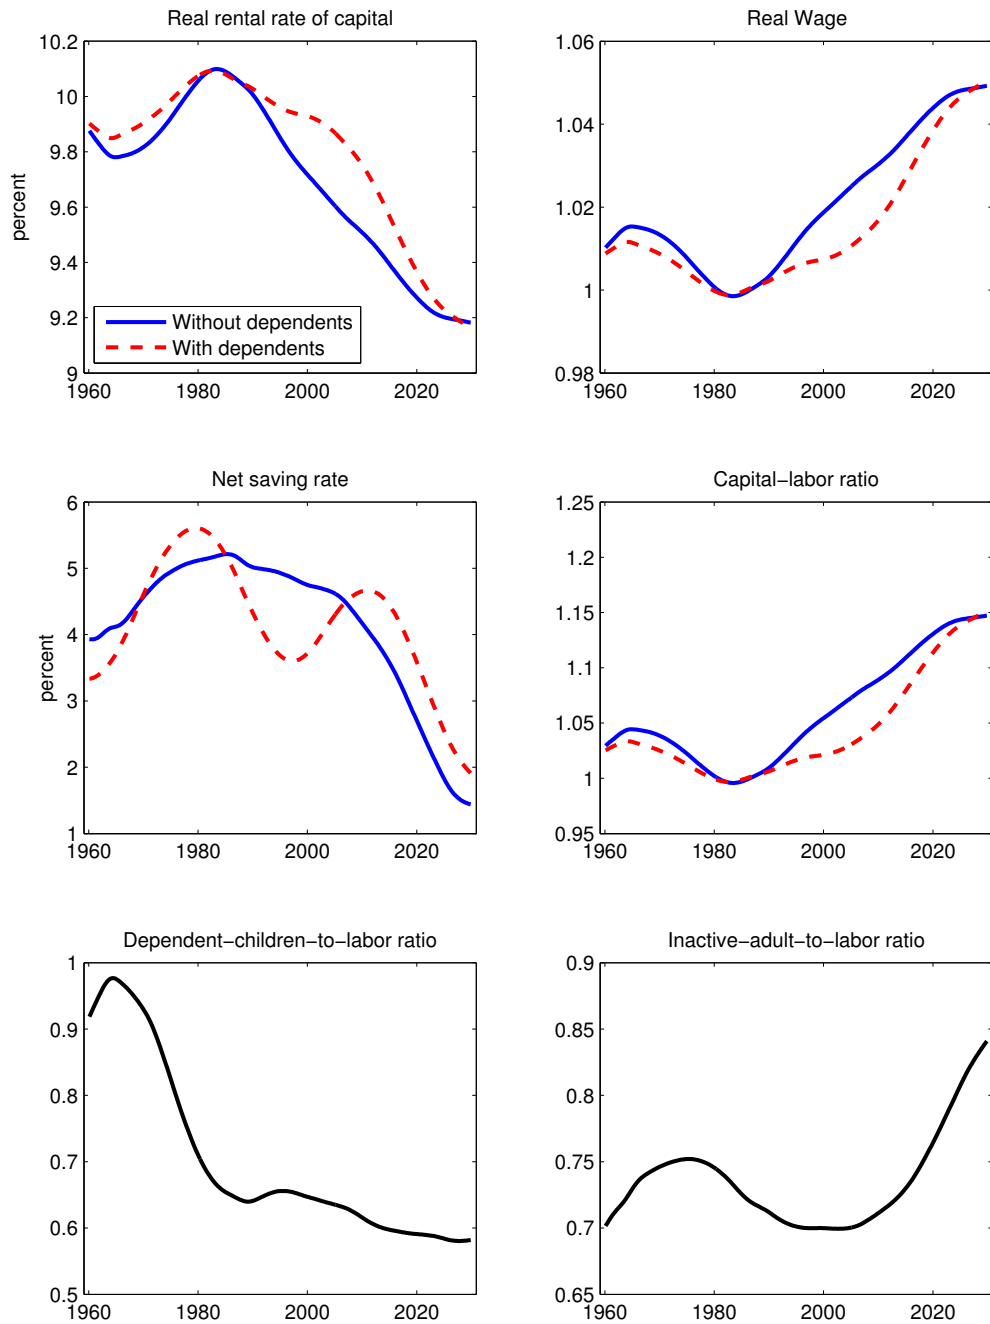 Real rental rate of capital
10.2
10
9.8
9.6
9.4
9.2
9
percent
Without dependents
With dependents
1960 1980 2000 2020
Real Wage
1.06
1.04
1.02
1
0.98
1960 1980 2000 2020
Net saving rate
6
5
4
3
2
1
percent
1960 1980 2000 2020
Capital−labor ratio
1.25
1.2
1.15
1.1
1.05
1
0.95
1960 1980 2000 2020
Dependent−children−to−labor ratio
1
0.9
0.8
0.7
0.6
0.5
1960 1980 2000 2020
Inactive−adult−to−labor ratio
0.9
0.85
0.8
0.75
0.7
0.65
1960 1980 2000 2020